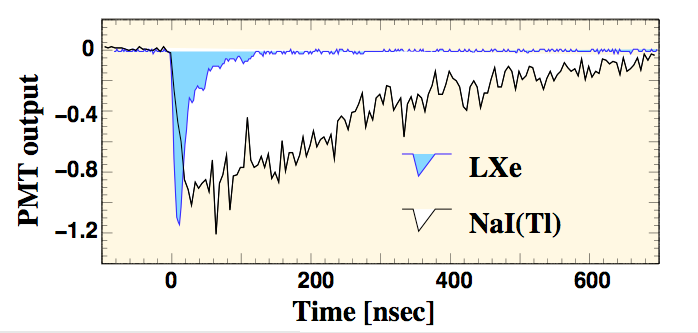 PMT output
0
−0.4
−0.8
−1.2
LXe
NaI(Tl)
0 200 400 600
Time [nsec]